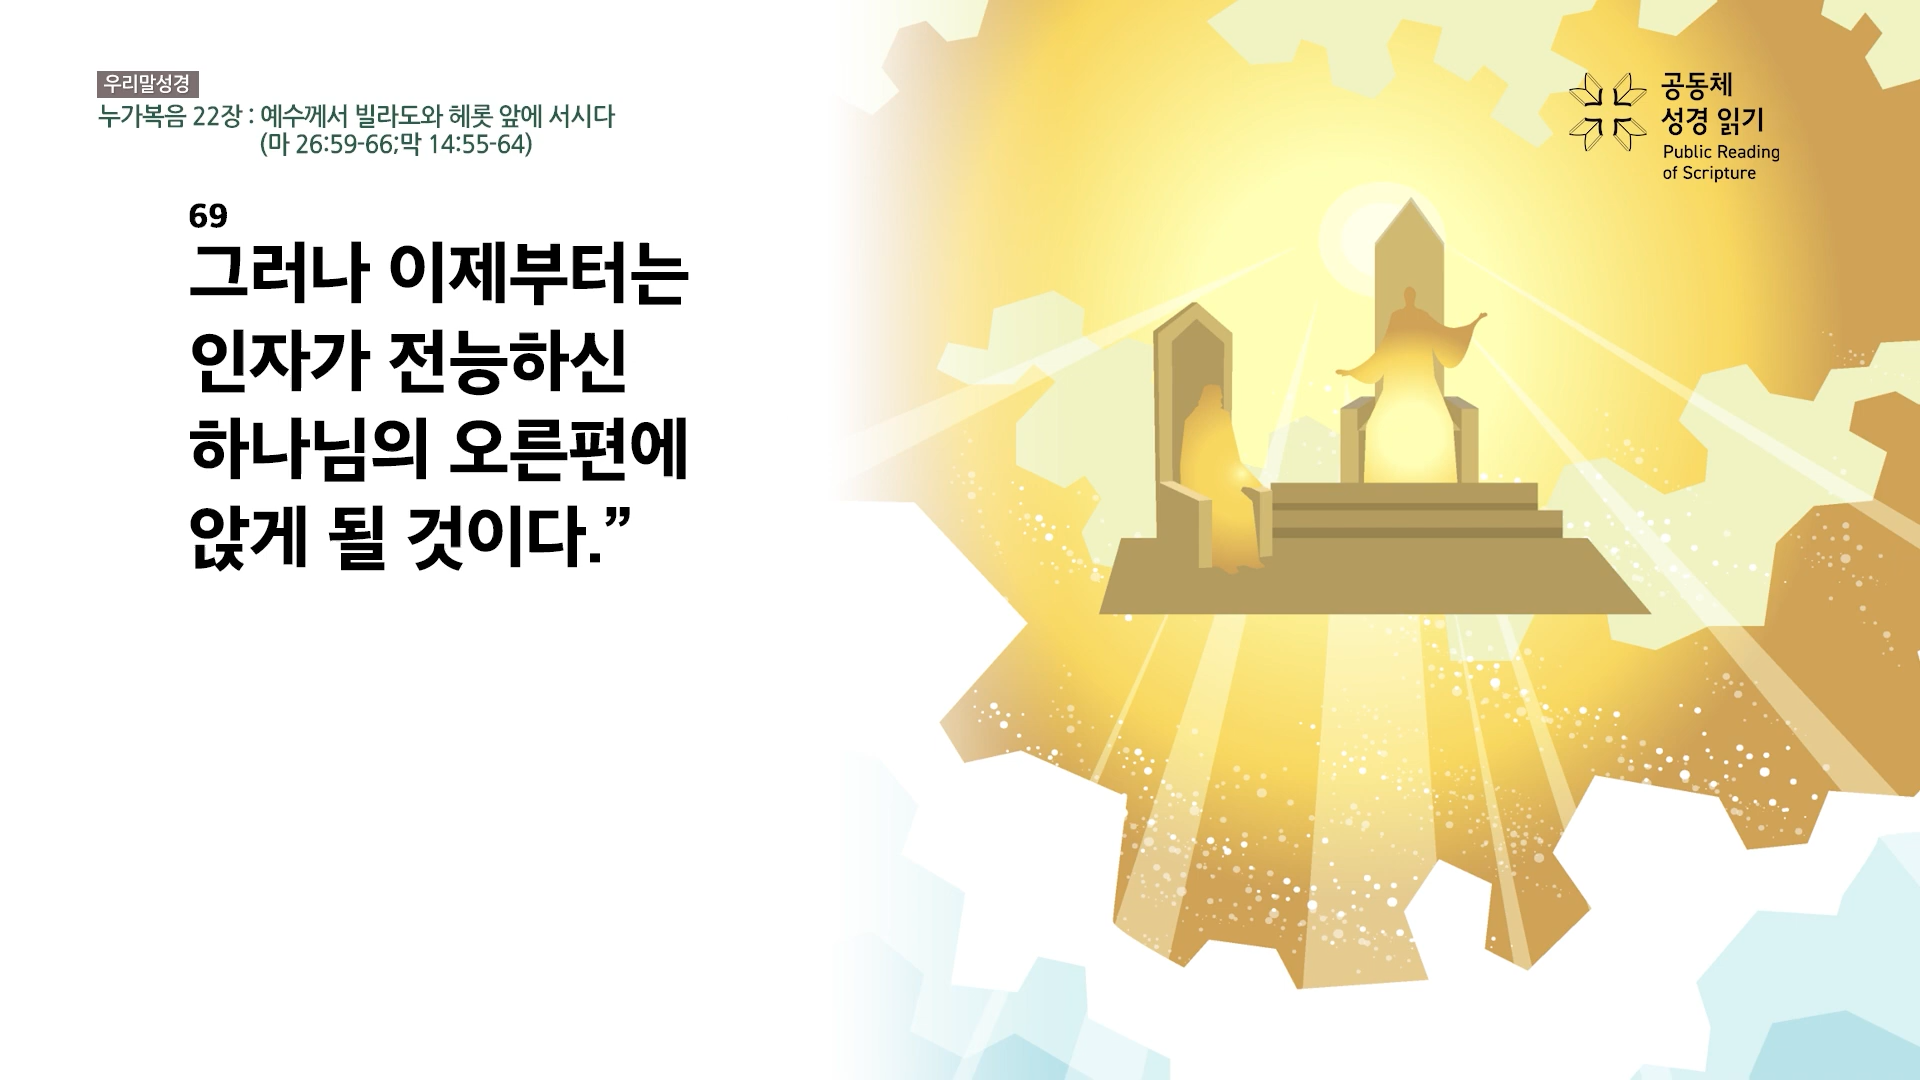 우리말성경
누가복음 22장 : 예수께서 빌라도와 헤롯 앞에 서시다
(마 26:59-66;막 14:55-64)
69
그러나 이제부터는
인자가 전능하신
하나님의 오른편에
앉게 될 것이다.”
공동체
성경 읽기
Public Reading
of Scripture